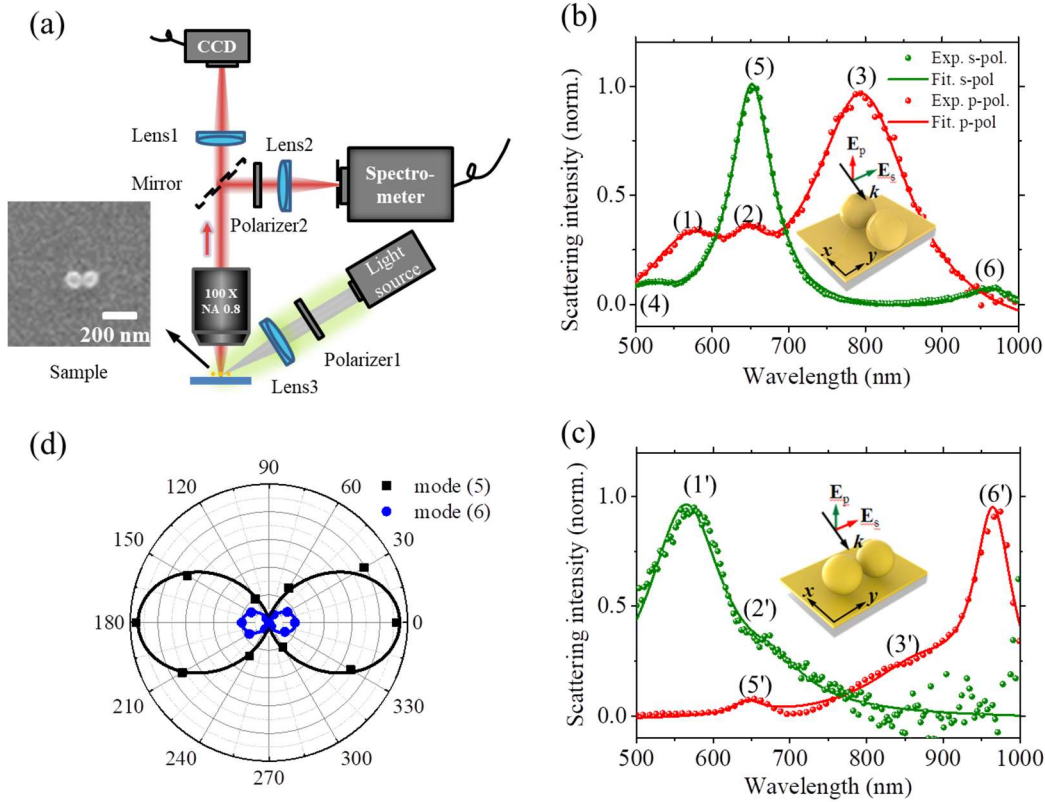 (a)
CCD
Lens1
Lens2
Mirror
Spectro-
meter
Polarizer2
100 X
NA 0.8
Light
source
Polarizer1
Lens3
200 nm
Sample
(b)
Scattering intensity (norm.)
1.0
0.5
0.0
500 600 700 800 900 1000
Wavelength (nm)
Exp. s-pol.
Fit. s-pol
Exp. p-pol.
Fit. p-pol
(1)
(2)
(3)
(4)
(5)
(6)
Ep
Es
k
x
y
(d)
90
120
60
150
30
180
0
210
330
240
300
270
mode (5)
mode (6)
(c)
Scattering intensity (norm.)
1.0
0.5
0.0
500 600 700 800 900 1000
Wavelength (nm)
(1')
(2')
(3')
(5')
(6')
Ep
Es
k
x
y